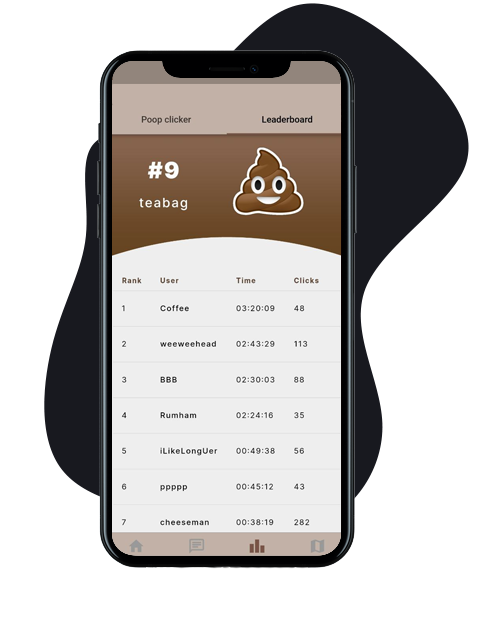 Poop clicker Leaderboard
#9
teabag
Rank User Time Clicks
1 Coffee 03:20:09 48
2 weeweehead 02:43:29 113
3 BBB 02:30:03 88
4 Rumham 02:24:16 35
5 iLikeLongUer 00:49:38 56
6 ppppp 00:45:12 43
7 cheeseman 00:38:19 282